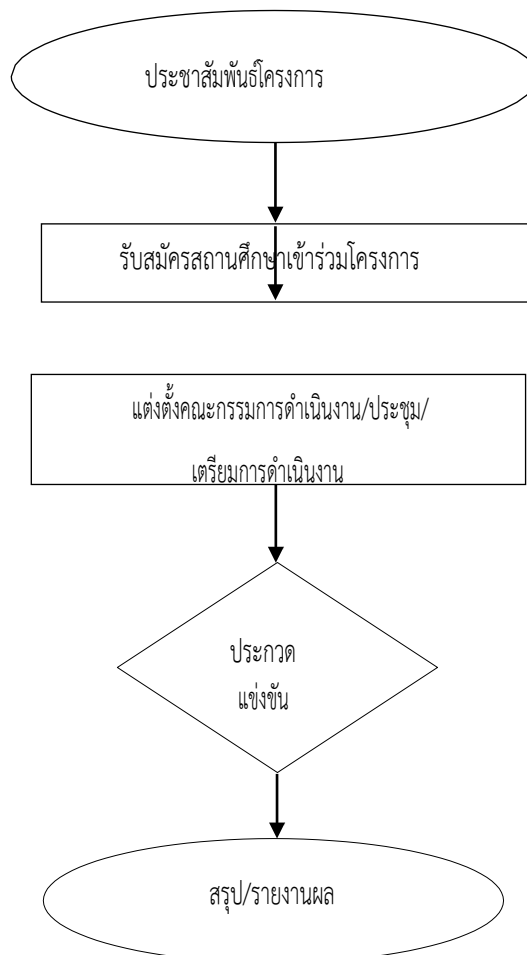 ประชาสัมพันธ์โครงการ
รับสมัครสถานศึกษาเข้าร่วมโครงการ
แต่งตั้งคณะกรรมการดำเนินงาน/ประชุม/
เตรียมการดำเนินงาน
ประกวด
แข่งขัน
สรุป/รายงานผล